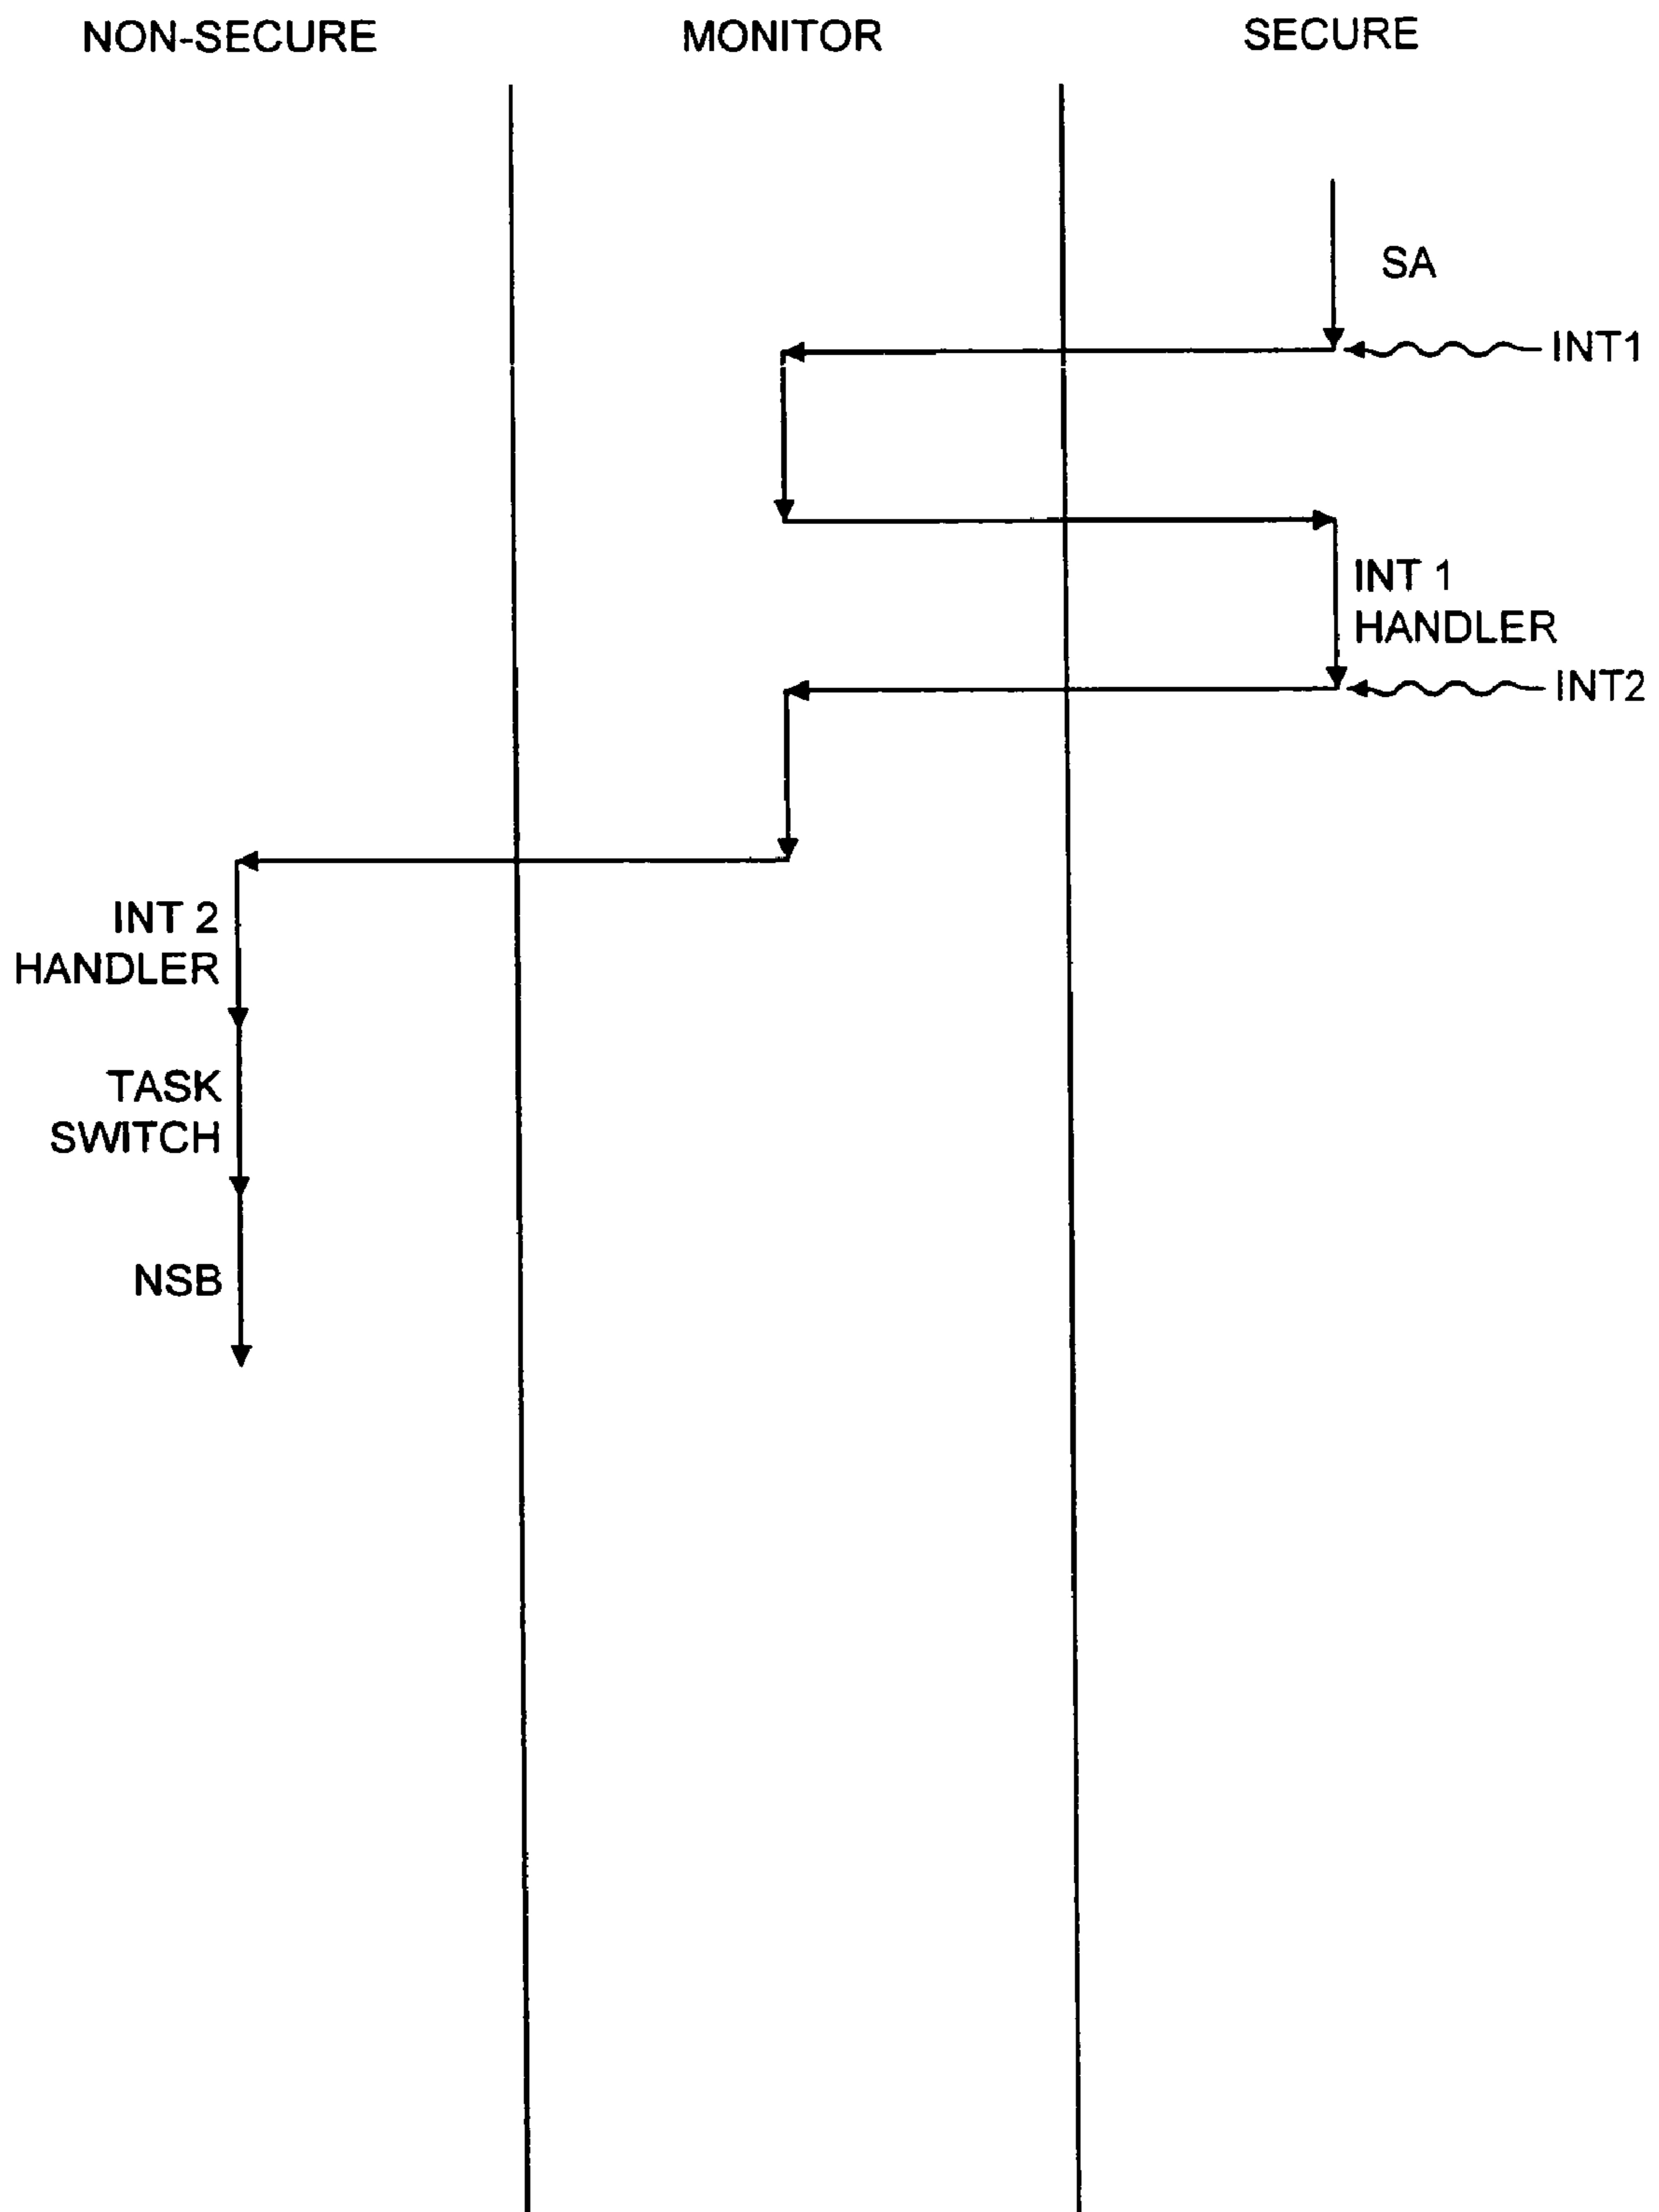 NON-SECURE
MONITOR
SECURE
SA
INT1
INT 1
HANDLER
INT2
INT 2
HANDLER
TASK
SWITCH
NSB